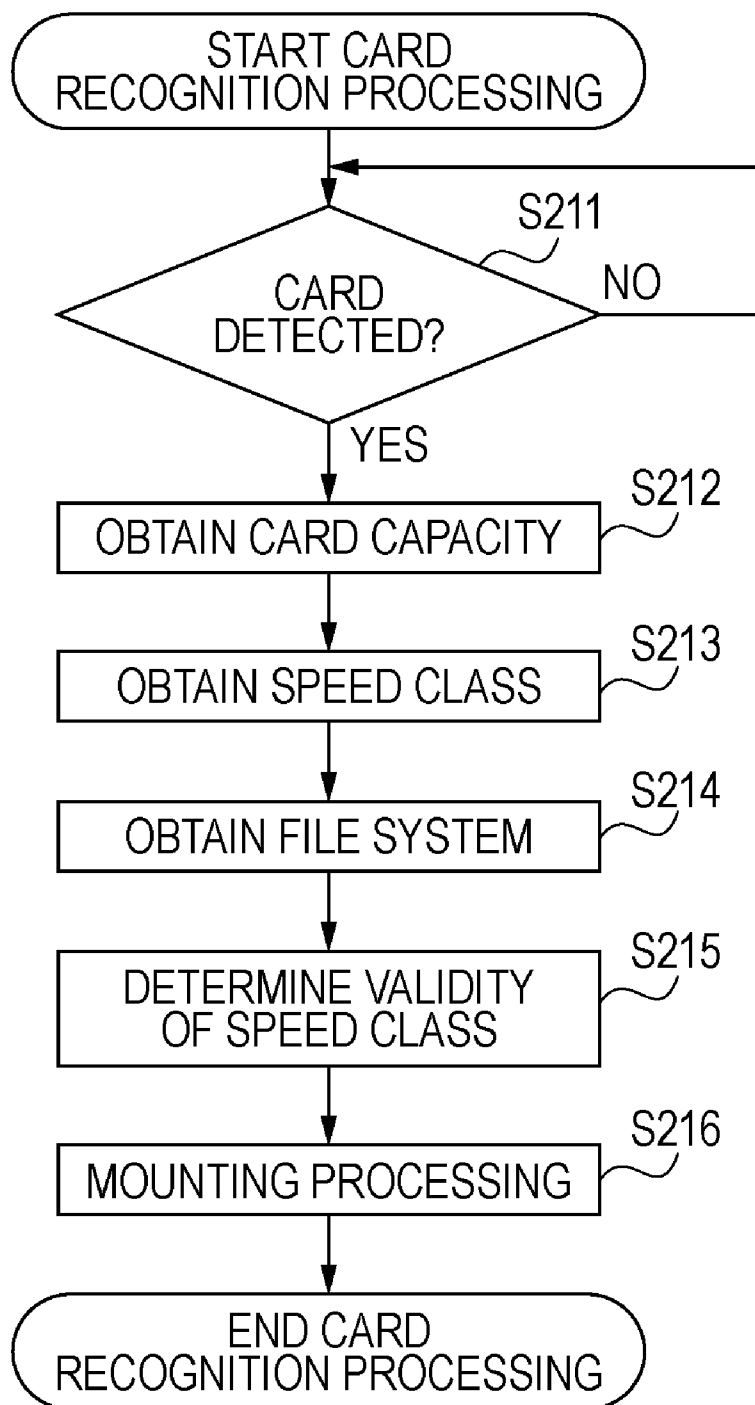 START CARD
RECOGNITION PROCESSING
S211
CARD
DETECTED?
NO
YES
S212
OBTAIN CARD CAPACITY
S213
OBTAIN SPEED CLASS
S214
OBTAIN FILE SYSTEM
S215
DETERMINE VALIDITY
OF SPEED CLASS
S216
MOUNTING PROCESSING
END CARD
RECOGNITION PROCESSING